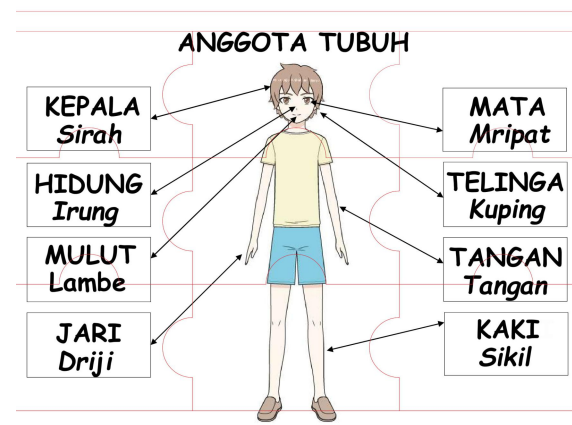 ANGGOTA TUBUH
KEPALA
Sirah
HIDUNG
Irung
MULUT
Lambe
JARI
Driji
MATA
Mripat
TELINGA
Kuping
TANGAN
Tangan
KAKI
Sikil